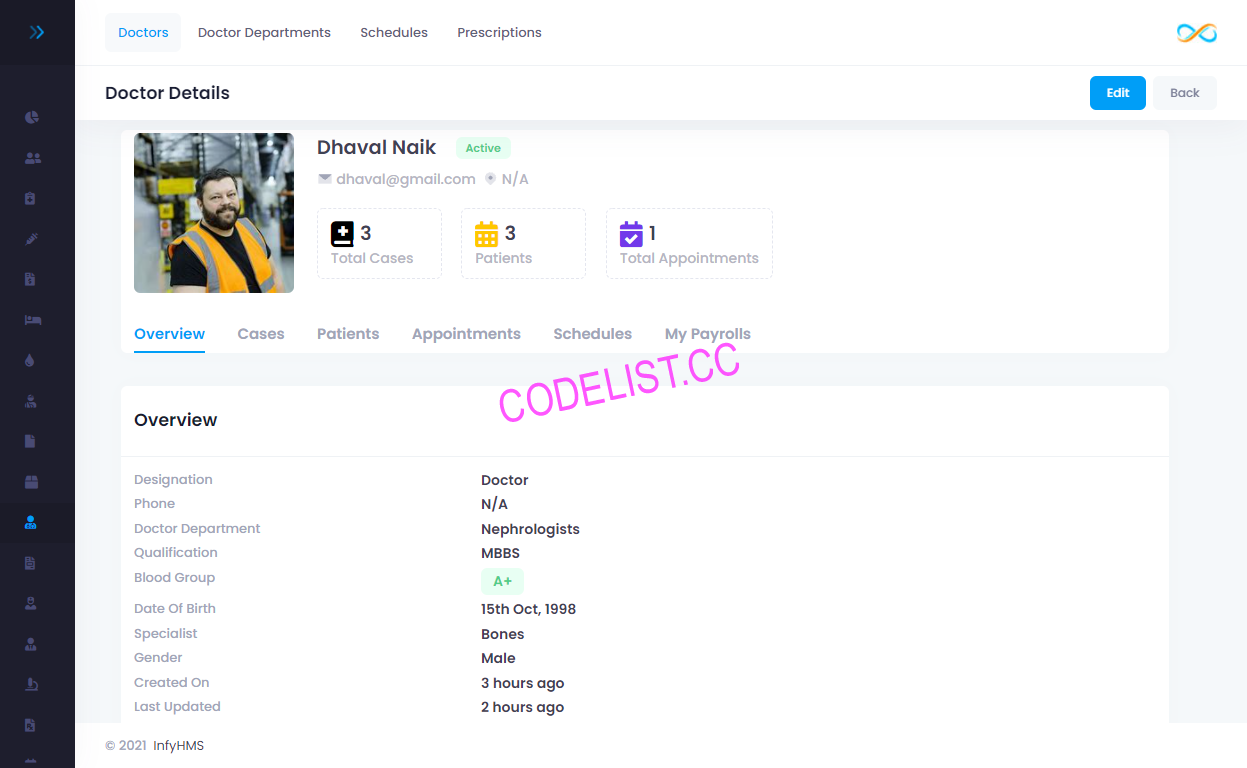 Doctors Doctor Departments Schedules Prescriptions
Doctor Details Edit Back
Dhaval Naik Active
dhaval@gmail.com N/A
3 3 1
Total Cases Patients Total Appointments
Overview Cases Patients Appointments Schedules My Payrolls
CODELIST.CC
Overview
Designation Doctor
Phone N/A
Doctor Department Nephrologists
Qualification MBBS
Blood Group A+
Date Of Birth 15th Oct, 1998
Specialist Bones
Gender Male
Created On 3 hours ago
Last Updated 2 hours ago
© 2021 InfyHMS